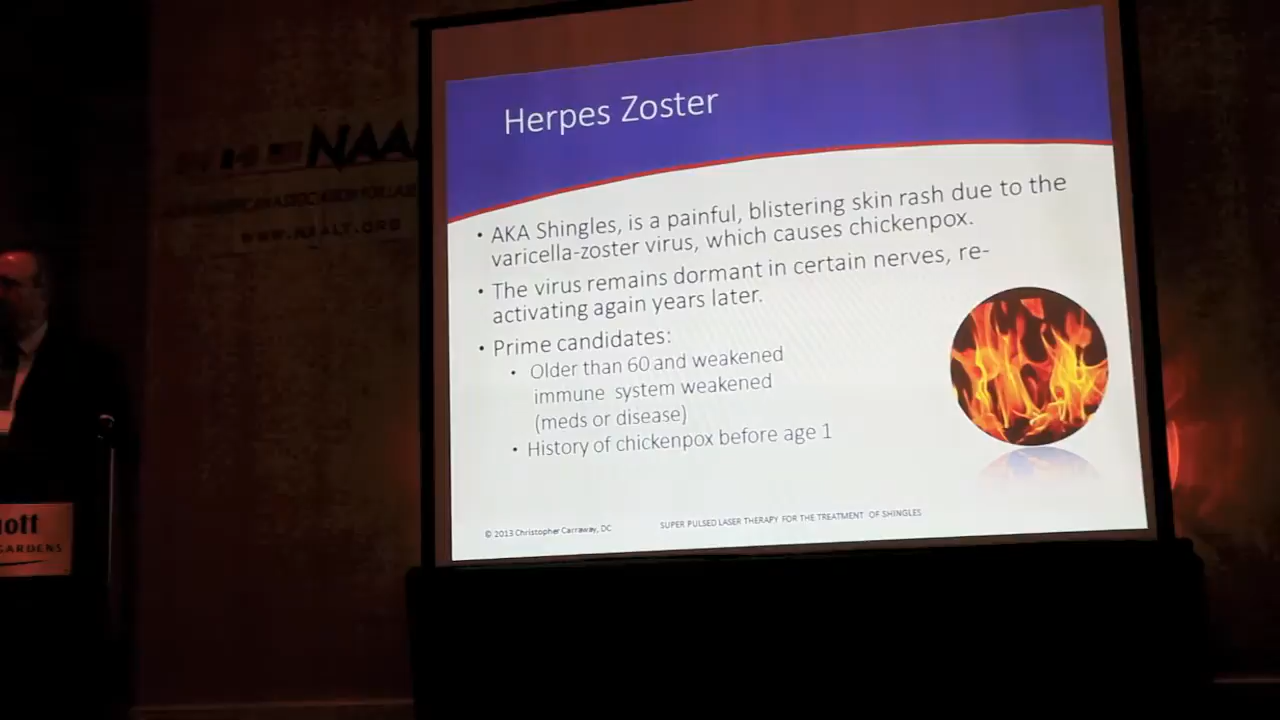 Herpes Zoster
• AKA Shingles, is a painful, blistering skin rash due to the
varicella-zoster virus, which causes chickenpox.
• The virus remains dormant in certain nerves, re-
activating again years later.
• Prime candidates:
• Older than 60 and weakened
immune system weakened
(meds or disease)
• History of chickenpox before age 1
© 2013 Christopher Carraway, DC
SUPER PULSED LASER THERAPY FOR THE TREATMENT OF SHINGLES
NAA
WWW.NAALT.ORG
GARDENS